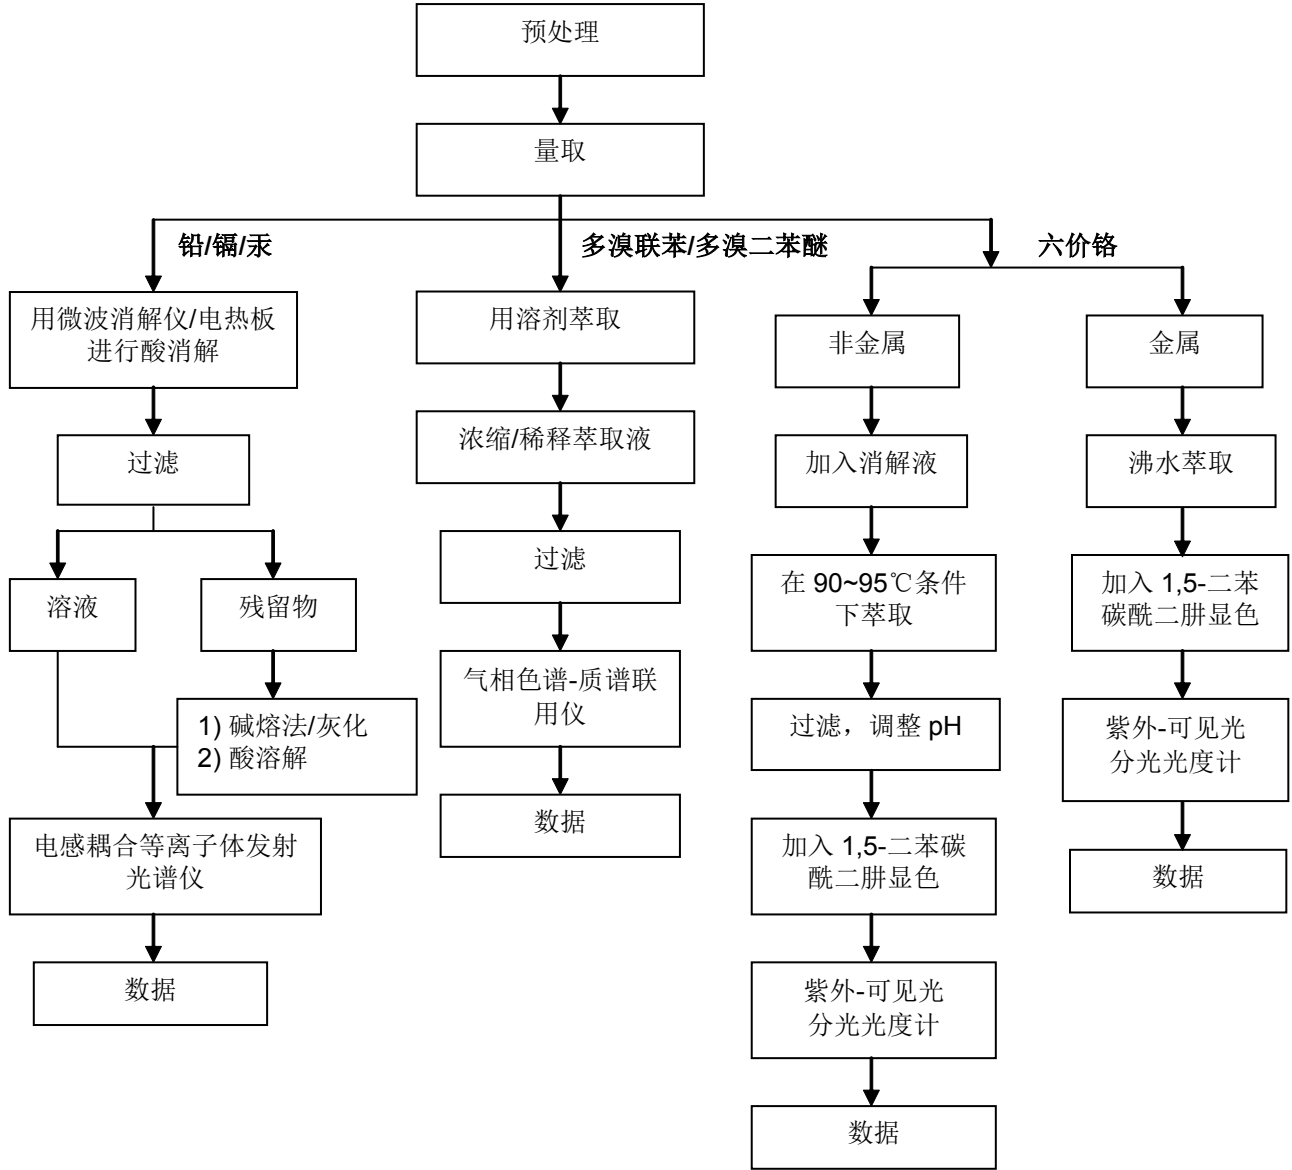 预处理
量取
铅/镉/汞
多溴联苯/多溴二苯醚
六价铬
用微波消解仪/电热板
进行酸消解
过滤
溶液
残留物
1) 碱熔法/灰化
2) 酸溶解
电感耦合等离子体发射
光谱仪
数据
用溶剂萃取
浓缩/稀释萃取液
过滤
气相色谱-质谱联
用仪
数据
非金属
加入消解液
在 90~95℃条件
下萃取
过滤，调整 pH
加入 1,5-二苯碳
酰二肼显色
紫外-可见光
分光光度计
数据
金属
沸水萃取
加入 1,5-二苯
碳酰二肼显色
紫外-可见光
分光光度计
数据